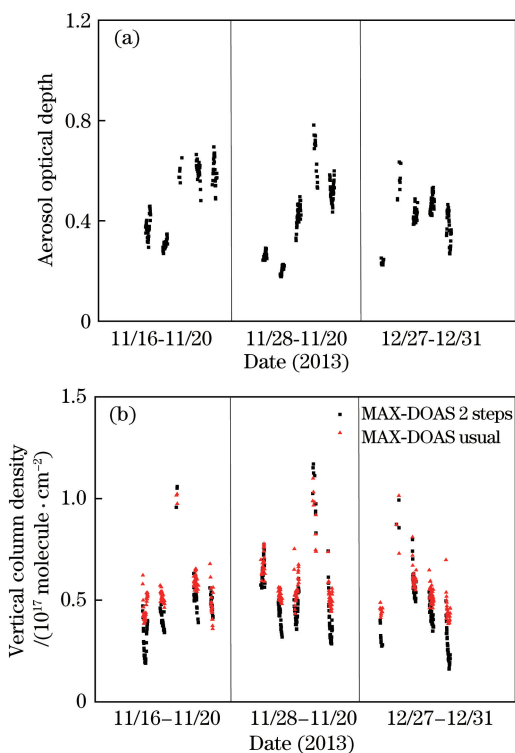 (a)
1.2
0.8
0.4
0
Aerosol optical depth
11/16-11/20
11/28-11/20
12/27-12/31
Date (2013)
(b)
MAX-DOAS 2 steps
MAX-DOAS usual
1.5
1.0
0.5
0
Vertical column density
/(10¹⁷ molecule · cm⁻²)
11/16–11/20
11/28–11/20
12/27–12/31
Date (2013)